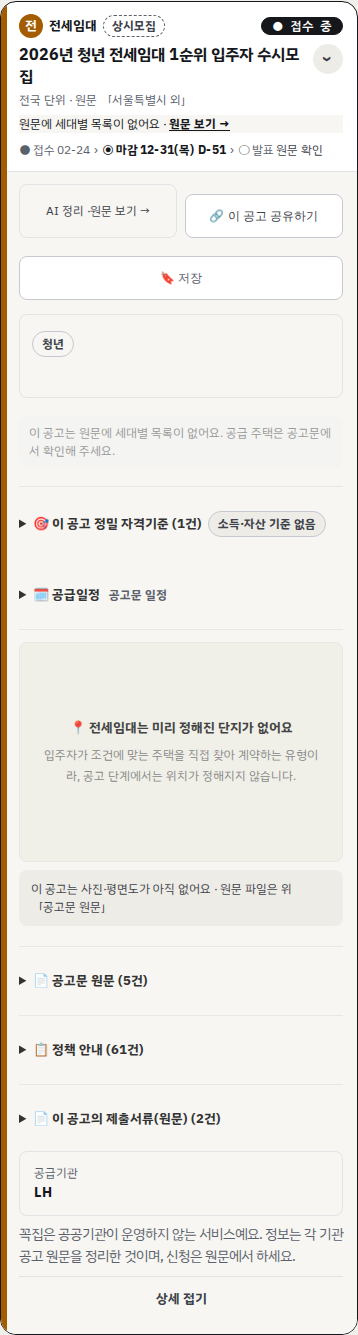 전 전세임대 상시모집 ● 접수 중
2026년 청년 전세임대 1순위 입주자 수시모
집
전국 단위 · 원문 「서울특별시 외」
원문에 세대별 목록이 없어요 · 원문 보기 →
● 접수 02-24 › ◉ 마감 12-31(목) D-51 › ○ 발표 원문 확인
AI 정리 ·원문 보기 →
🔗 이 공고 공유하기
🔖 저장
청년
이 공고는 원문에 세대별 목록이 없어요. 공급 주택은 공고문에
서 확인해 주세요.
▶ 🎯 이 공고 정밀 자격기준 (1건) 소득·자산 기준 없음
▶ 🗓️ 공급일정 공고문 일정
📍 전세임대는 미리 정해진 단지가 없어요
입주자가 조건에 맞는 주택을 직접 찾아 계약하는 유형이
라, 공고 단계에서는 위치가 정해지지 않습니다.
이 공고는 사진·평면도가 아직 없어요 · 원문 파일은 위
「공고문 원문」
▶ 📄 공고문 원문 (5건)
▶ 📋 정책 안내 (61건)
▶ 📄 이 공고의 제출서류(원문) (2건)
공급기관
LH
꼭집은 공공기관이 운영하지 않는 서비스예요. 정보는 각 기관
공고 원문을 정리한 것이며, 신청은 원문에서 하세요.
상세 접기